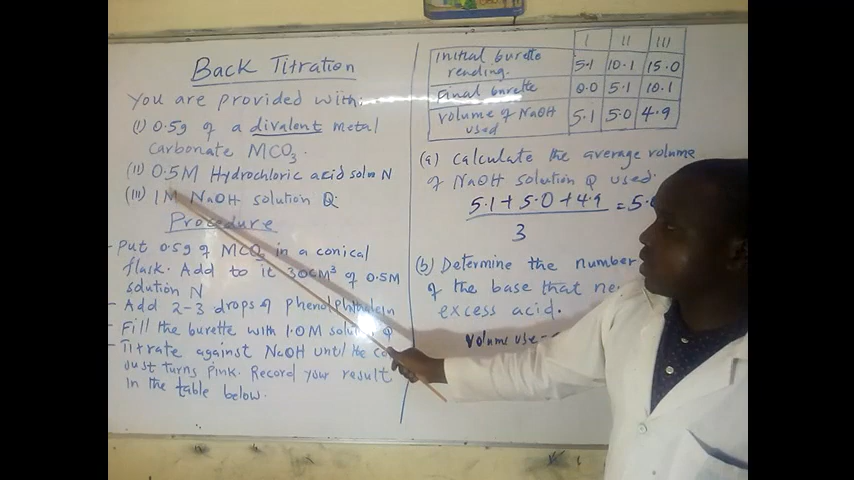 Back Titration
You are provided with:
(i) 0.5g of a divalent metal
carbonate MCO3.
(ii) 0.5M Hydrochloric acid soln N
(iii) 1M NaOH solution Q.
Procedure
- Put 0.5g of MCO3 in a conical
flask. Add to it 30cm³ of 0.5M
solution N
- Add 2-3 drops of phenolphthalein
- Fill the burette with 1.0M solution Q
- Titrate against NaOH until the
Just turns pink. Record your result
in the table below.
I II III
Initial burette reading. 5.1 10.1 15.0
Final burette 0.0 5.1 10.1
volume of NaOH used 5.1 5.0 4.9
(a) Calculate the average volume
of NaOH solution Q used.
5.1 + 5.0 + 4.9 = 5.
3
(b) Determine the number
of the base that
excess acid.
Volume